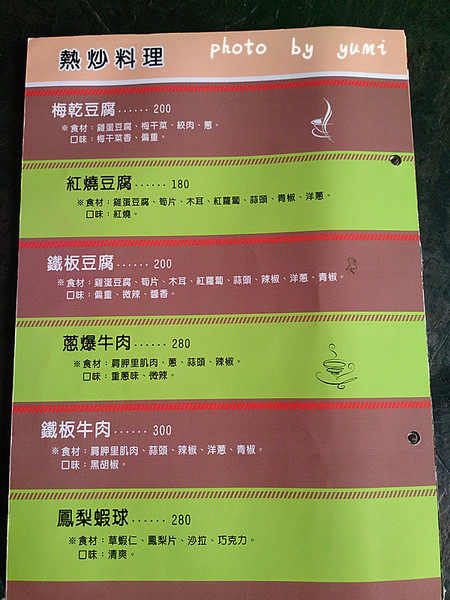 熱炒料理
photo by yumi
梅乾豆腐······ 200
※食材：雞蛋豆腐、梅干菜、絞肉、蔥。
口味：梅干菜香、偏重。
紅燒豆腐······ 180
※食材：雞蛋豆腐、筍片、木耳、紅蘿蔔、蒜頭、青椒、洋蔥。
口味：紅燒。
鐵板豆腐······ 200
※食材：雞蛋豆腐、筍片、木耳、紅蘿蔔、蒜頭、辣椒、洋蔥、青椒。
口味：偏重、微辣、醬香。
蔥爆牛肉······ 280
※食材：肩胛里肌肉、蔥、蒜頭、辣椒。
口味：重蔥味、微辣。
鐵板牛肉······ 300
※食材：肩胛里肌肉、蒜頭、辣椒、洋蔥、青椒。
口味：黑胡椒。
鳳梨蝦球······ 280
※食材：草蝦仁、鳳梨片、沙拉、巧克力。
口味：清爽。